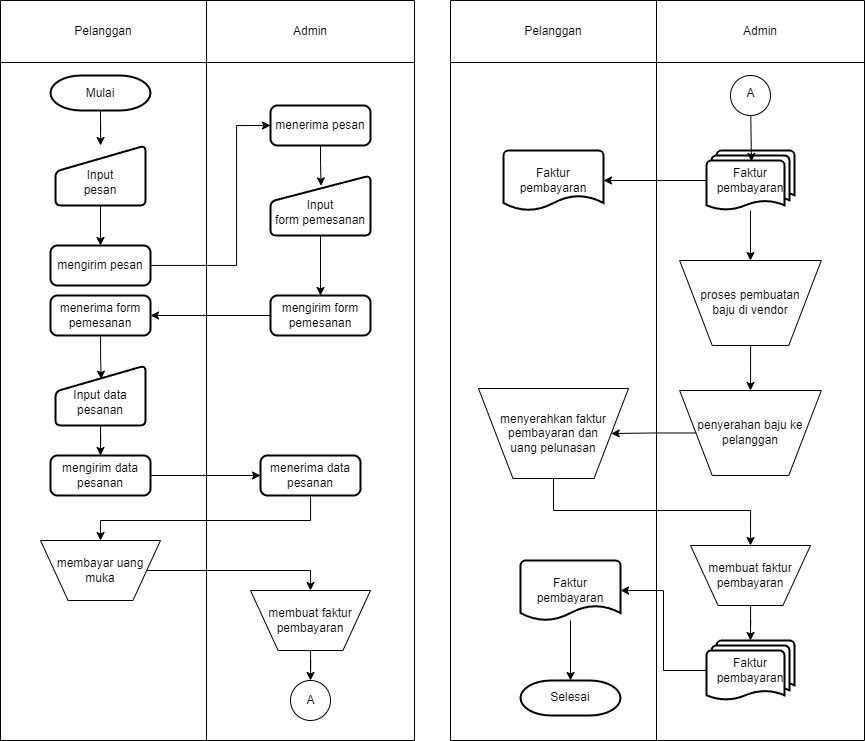 Pelanggan
Admin
Mulai
menerima pesan
Input
pesan
Input
form pemesanan
mengirim pesan
menerima form
pemesanan
mengirim form
pemesanan
Input data
pesanan
mengirim data
pesanan
menerima data
pesanan
membayar uang
muka
membuat faktur
pembayaran
A
Pelanggan
Admin
A
Faktur
pembayaran
Faktur
pembayaran
proses pembuatan
baju di vendor
menyerahkan faktur
pembayaran dan
uang pelunasan
penyerahan baju ke
pelanggan
membuat faktur
pembayaran
Faktur
pembayaran
Faktur
pembayaran
Selesai